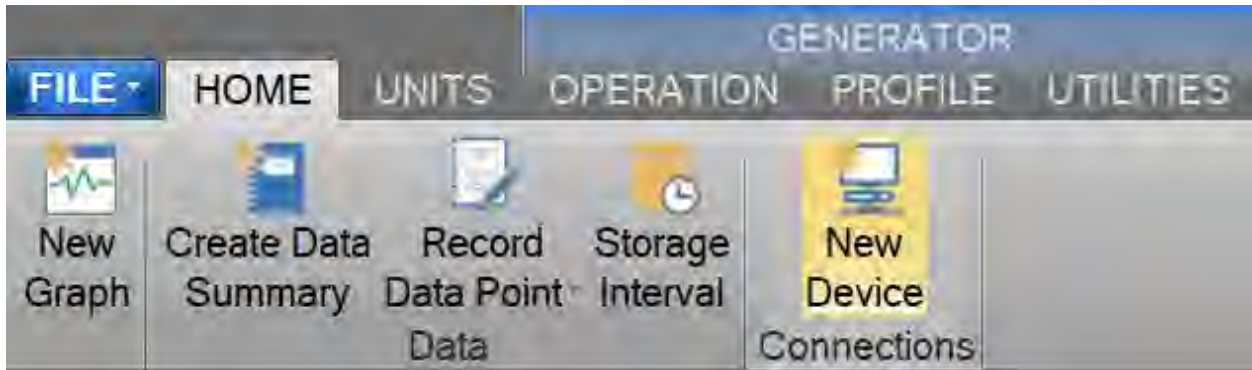 GENERATOR
FILE HOME UNITS OPERATION PROFILE UTILITIES
New Create Data Record Storage New
Graph Summary Data Point Interval Device
Data Connections